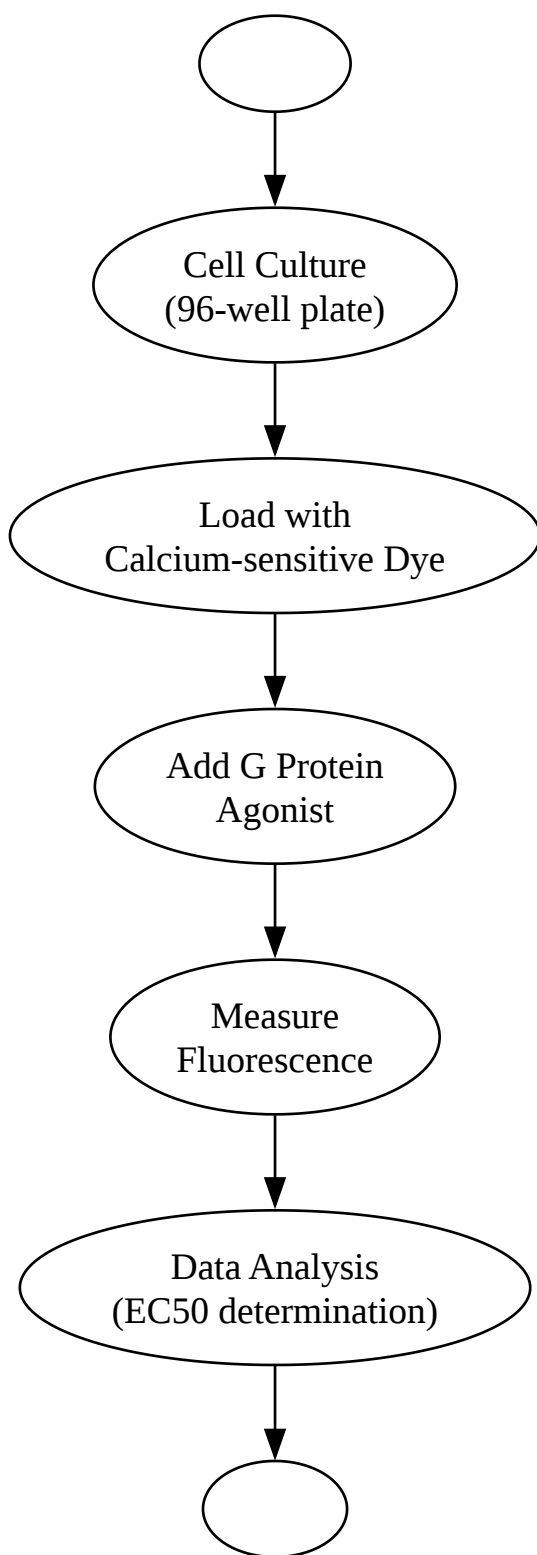 Cell Culture
(96-well plate)
Load with
Calcium-sensitive Dye
Add G Protein
Agonist
Measure
Fluorescence
Data Analysis
(EC50 determination)